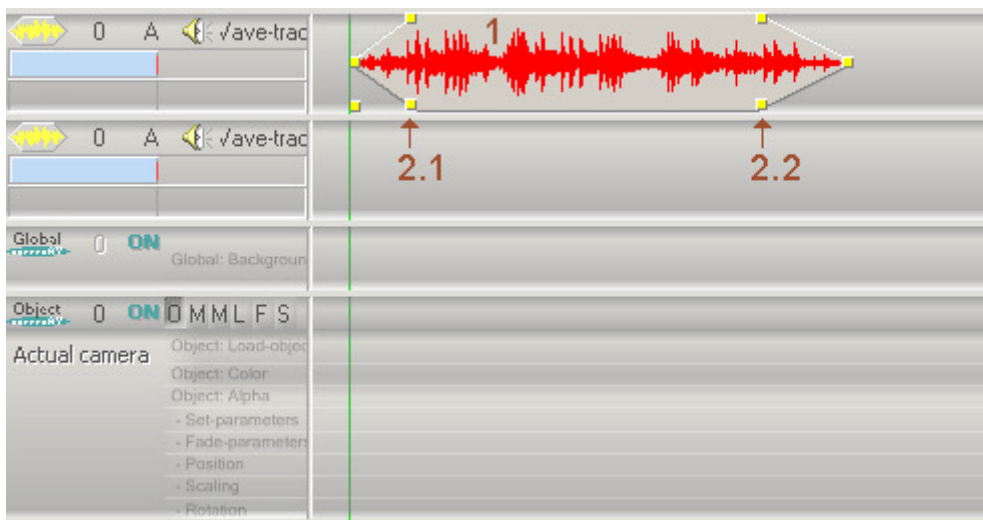 0 A √ave-trac 1
0 A √ave-trac 2.1 2.2
Global 0 ON
Global: Backgroun
Object 0 ON O M M L F S
Actual camera
Object: Load-objec
Object: Color
Object: Alpha
- Set-parameters
- Fade-parameters
- Position
- Scaling
- Rotation